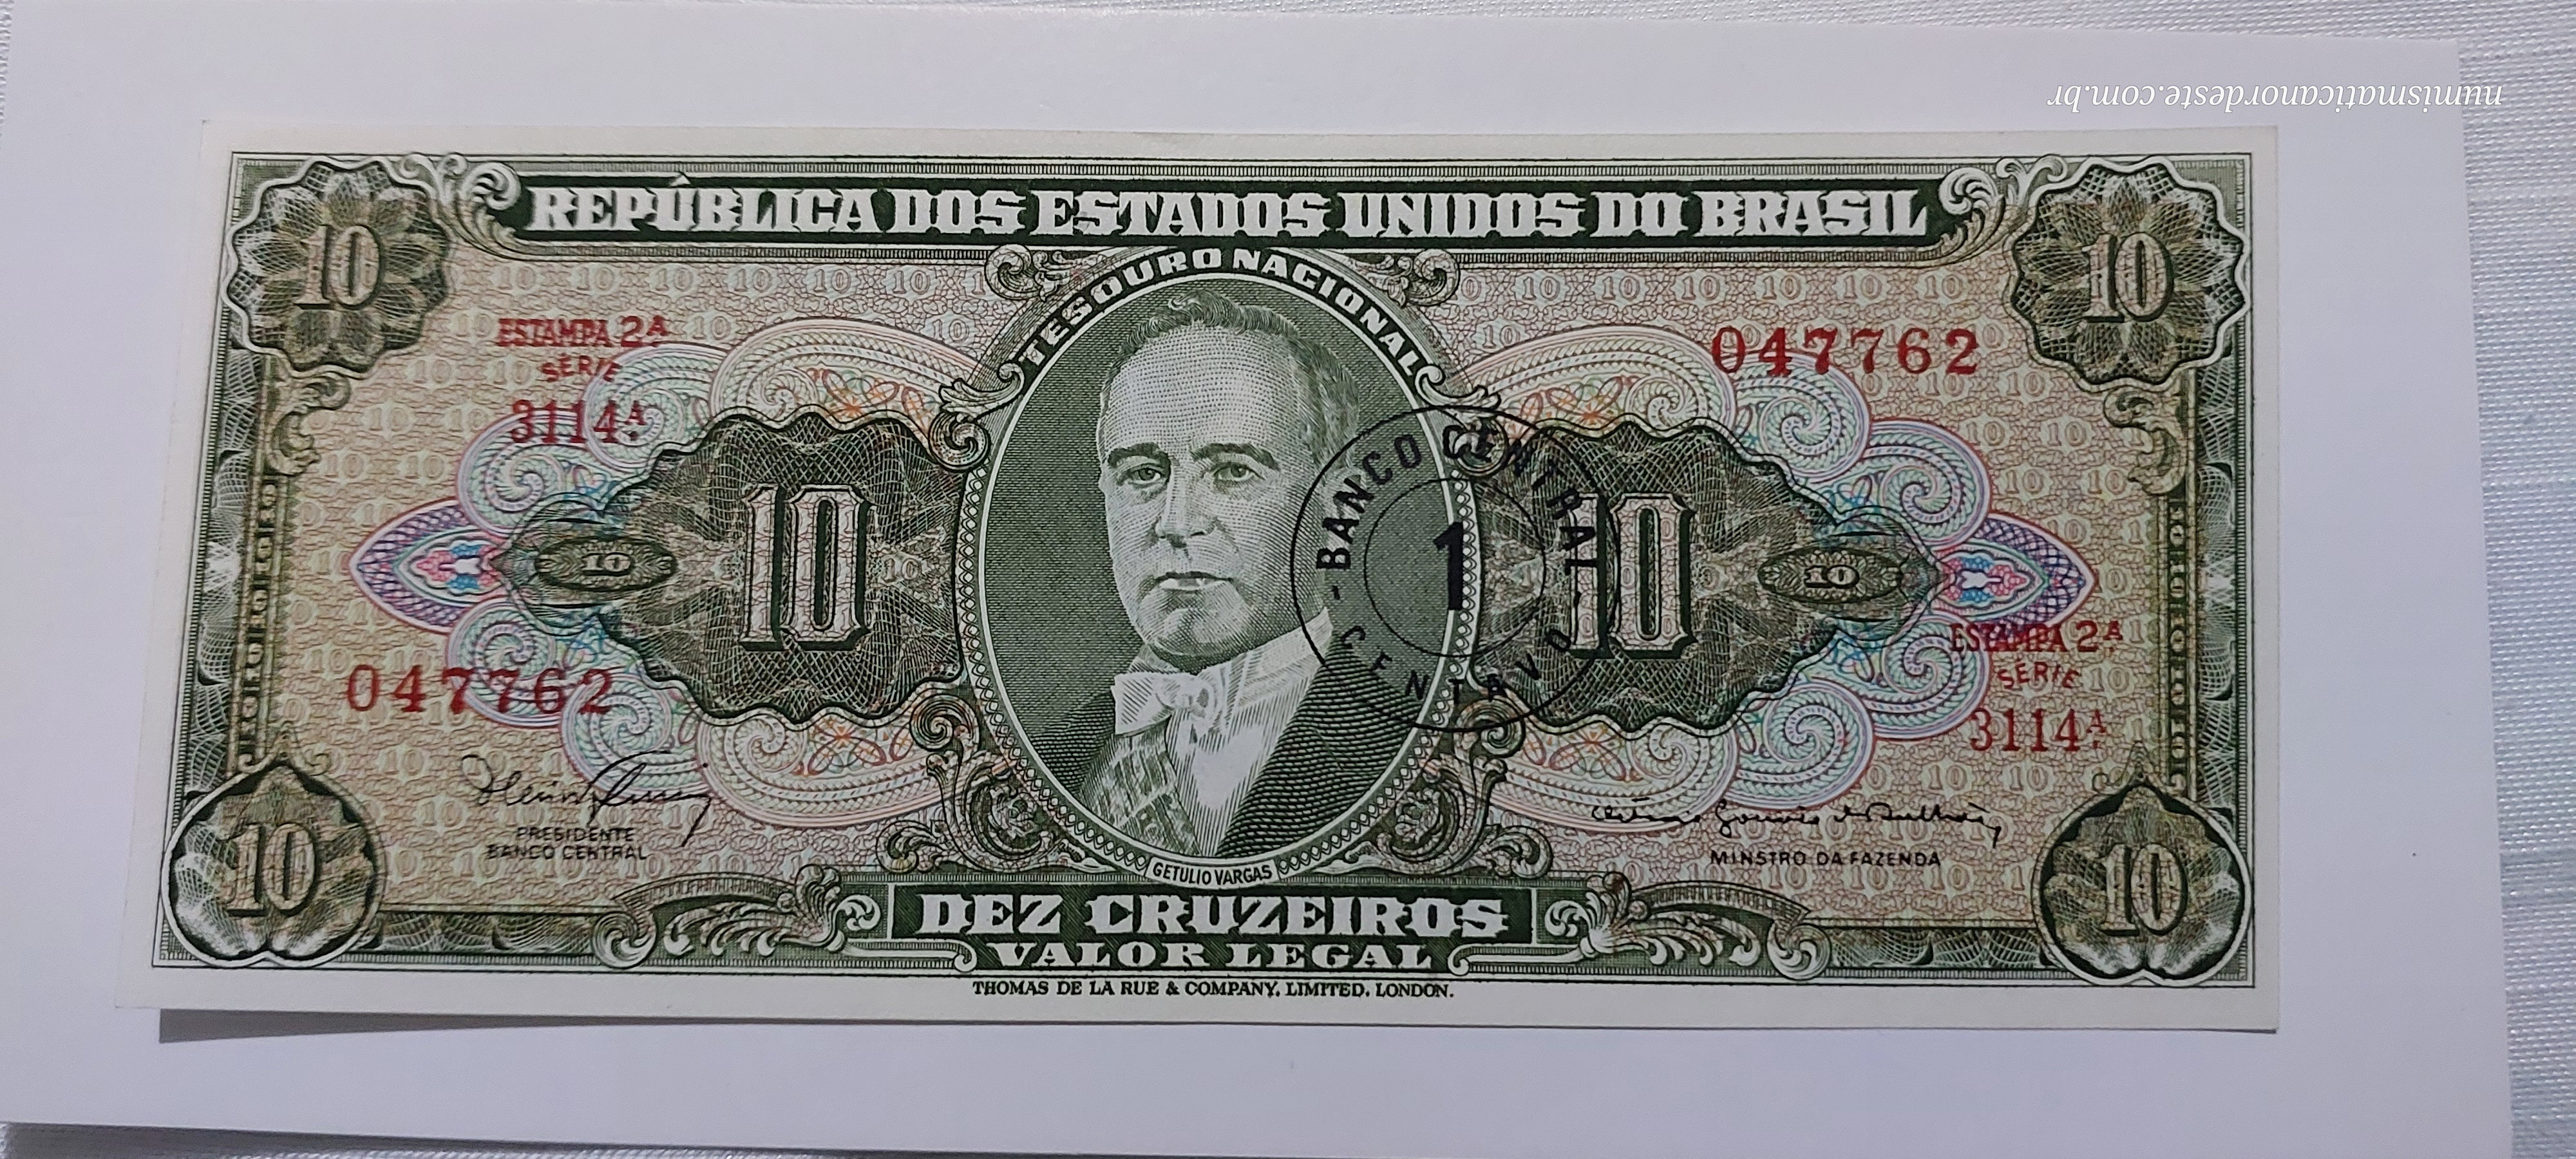 numismaticanordeste.com.br
REPÚBLICA DOS ESTADOS UNIDOS DO BRASIL
10
10
TESOURO NACIONAL
ESTAMPA 2ᴬ
SÉRIE
3114ᴬ
047762
10
10
10
10
BANCO CENTRAL
1
CENTAVO
047762
ESTAMPA 2ᴬ
SÉRIE
3114ᴬ
PRESIDENTE
BANCO CENTRAL
MINSTRO DA FAZENDA
GETULIO VARGAS
10
10
DEZ CRUZEIROS
VALOR LEGAL
THOMAS DE LA RUE & COMPANY, LIMITED, LONDON.